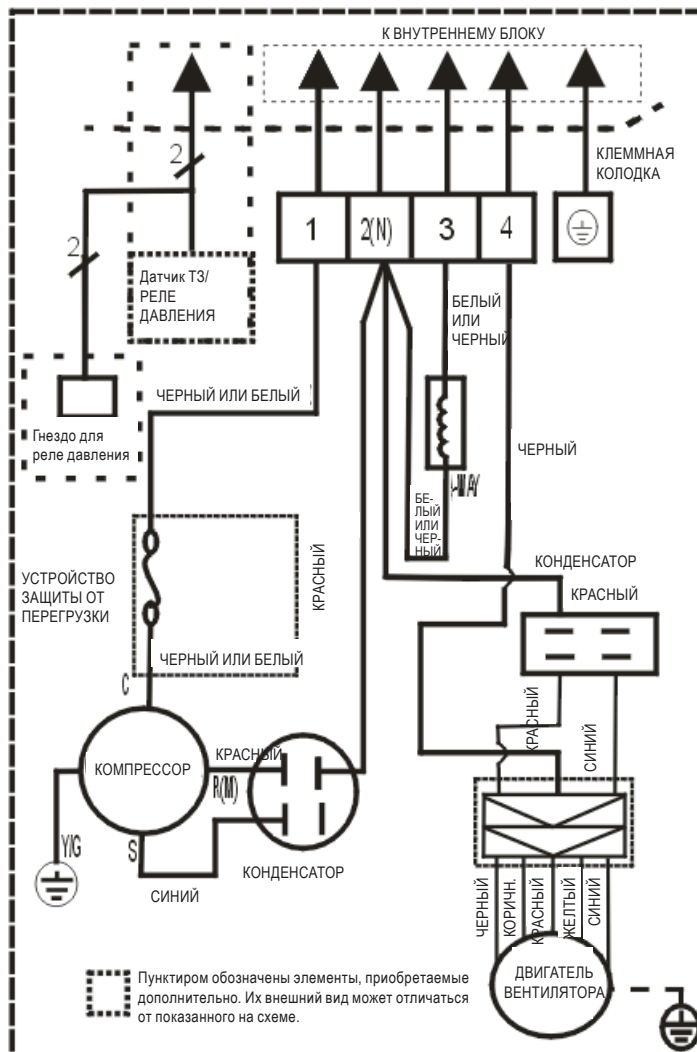 К ВНУТРЕННЕМУ БЛОКУ
2
КЛЕММНАЯ
КОЛОДКА
1
2(N)
3
4
2
Датчик Т3/
РЕЛЕ
ДАВЛЕНИЯ
БЕЛЫЙ
ИЛИ
ЧЕРНЫЙ
ЧЕРНЫЙ ИЛИ БЕЛЫЙ
Гнездо для
реле давления
ЧЕРНЫЙ
БЕ-
ЛЫЙ
ИЛИ
ЧЕР-
НЫЙ
КРАСНЫЙ
КОНДЕНСАТОР
КРАСНЫЙ
УСТРОЙСТВО
ЗАЩИТЫ ОТ
ПЕРЕГРУЗКИ
ЧЕРНЫЙ ИЛИ БЕЛЫЙ
C
КРАСНЫЙ
СИНИЙ
КОМПРЕССОР
КРАСНЫЙ
R(M)
Y/G
S
СИНИЙ
КОНДЕНСАТОР
ЧЕРНЫЙ
КОРИЧН.
КРАСНЫЙ
ЖЕЛТЫЙ
СИНИЙ
ДВИГАТЕЛЬ
ВЕНТИЛЯТОРА
Пунктиром обозначены элементы, приобретаемые
дополнительно. Их внешний вид может отличаться
от показанного на схеме.